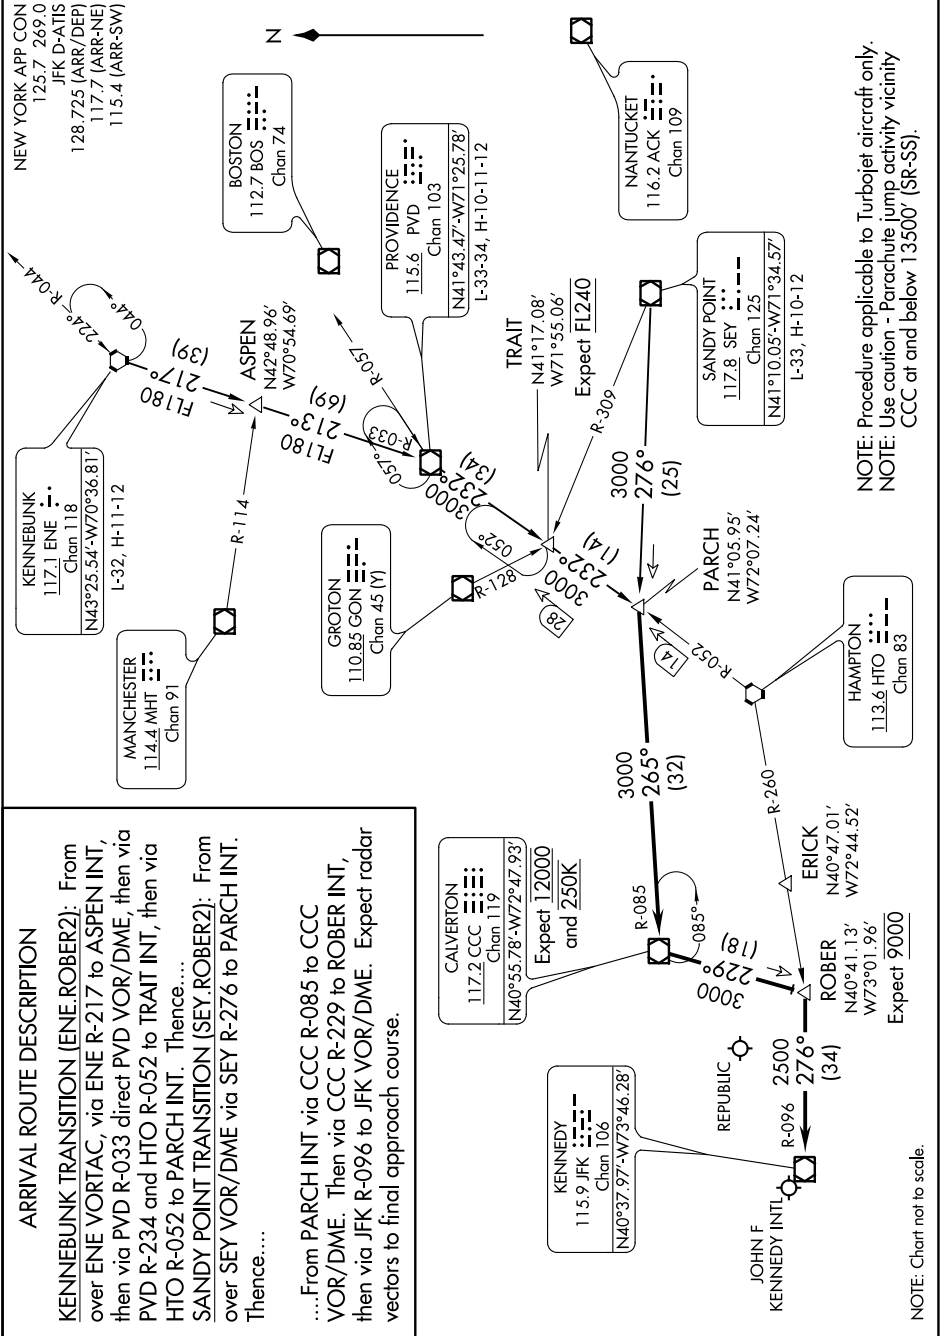 ARRIVAL ROUTE DESCRIPTION
KENNEBUNK TRANSITION (ENE.ROBER2): From
over ENE VORTAC, via ENE R-217 to ASPEN INT,
then via PVD R-033 direct PVD VOR/DME, then via
PVD R-234 and HTO R-052 to TRAIT INT, then via
HTO R-052 to PARCH INT. Thence....
SANDY POINT TRANSITION (SEY.ROBER2): From
over SEY VOR/DME via SEY R-276 to PARCH INT.
Thence....
....From PARCH INT via CCC R-085 to CCC
VOR/DME. Then via CCC R-229 to ROBER INT,
then via JFK R-096 to JFK VOR/DME. Expect radar
vectors to final approach course.
NEW YORK APP CON
125.7 269.0
JFK D-ATIS
128.725 (ARR/DEP)
117.7 (ARR-NE)
115.4 (ARR-SW)
KENNEBUNK
117.1 ENE
Chan 118
N43°25.54'-W70°36.81'
L-32, H-11-12
R-044
224°
044°
FL180
217°
(39)
MANCHESTER
114.4 MHT
Chan 91
R-114
ASPEN
N42°48.96'
W70°54.69'
FL180
213°
(69)
BOSTON
112.7 BOS
Chan 74
N
R-057
R-033
057°
PROVIDENCE
115.6 PVD
Chan 103
N41°43.47'-W71°25.78'
L-33-34, H-10-11-12
3000
232°
(34)
GROTON
110.85 GON
Chan 45 (Y)
R-128
052°
TRAIT
N41°17.08'
W71°55.06'
Expect FL240
R-309
3000
232°
(14)
28
NANTUCKET
116.2 ACK
Chan 109
SANDY POINT
117.8 SEY
Chan 125
N41°10.05'-W71°34.57'
L-33, H-10-12
3000
276°
(25)
PARCH
N41°05.95'
W72°07.24'
14
R-052
HAMPTON
113.6 HTO
Chan 83
3000
265°
(32)
R-260
ERICK
N40°47.01'
W72°44.52'
CALVERTON
117.2 CCC
Chan 119
N40°55.78'-W72°47.93'
Expect 12000
and 250K
R-085
085°
3000
229°
(18)
ROBER
N40°41.13'
W73°01.96'
Expect 9000
REPUBLIC
2500
276°
(34)
R-096
KENNEDY
115.9 JFK
Chan 106
N40°37.97'-W73°46.28'
JOHN F
KENNEDY INTL
NOTE: Procedure applicable to Turbojet aircraft only.
NOTE: Use caution - Parachute jump activity vicinity
CCC at and below 13500' (SR-SS).
NOTE: Chart not to scale.